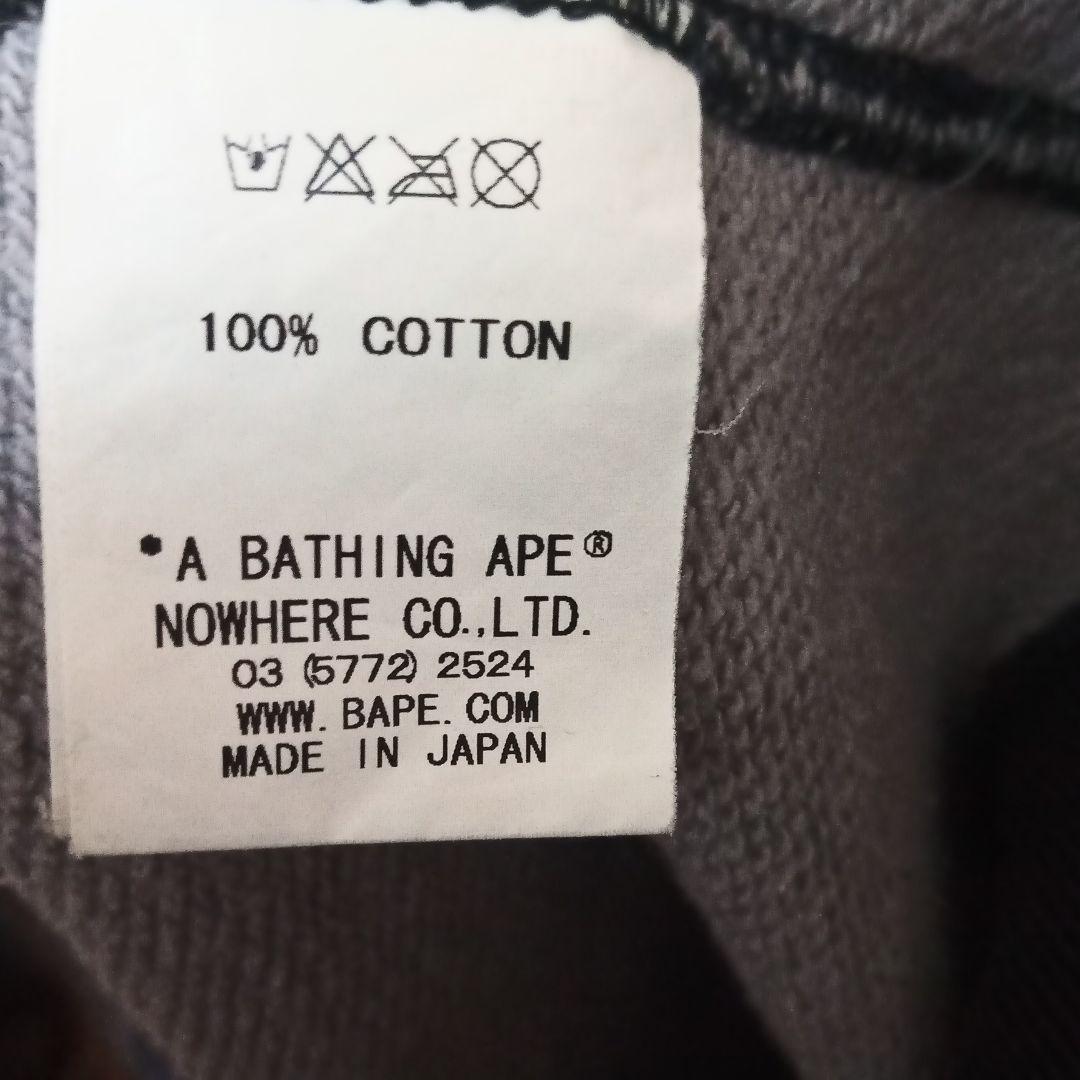 100% COTTON
•A BATHING APE®
NOWHERE CO.,LTD.
03 (5772) 2524
WWW. BAPE. COM
MADE IN JAPAN